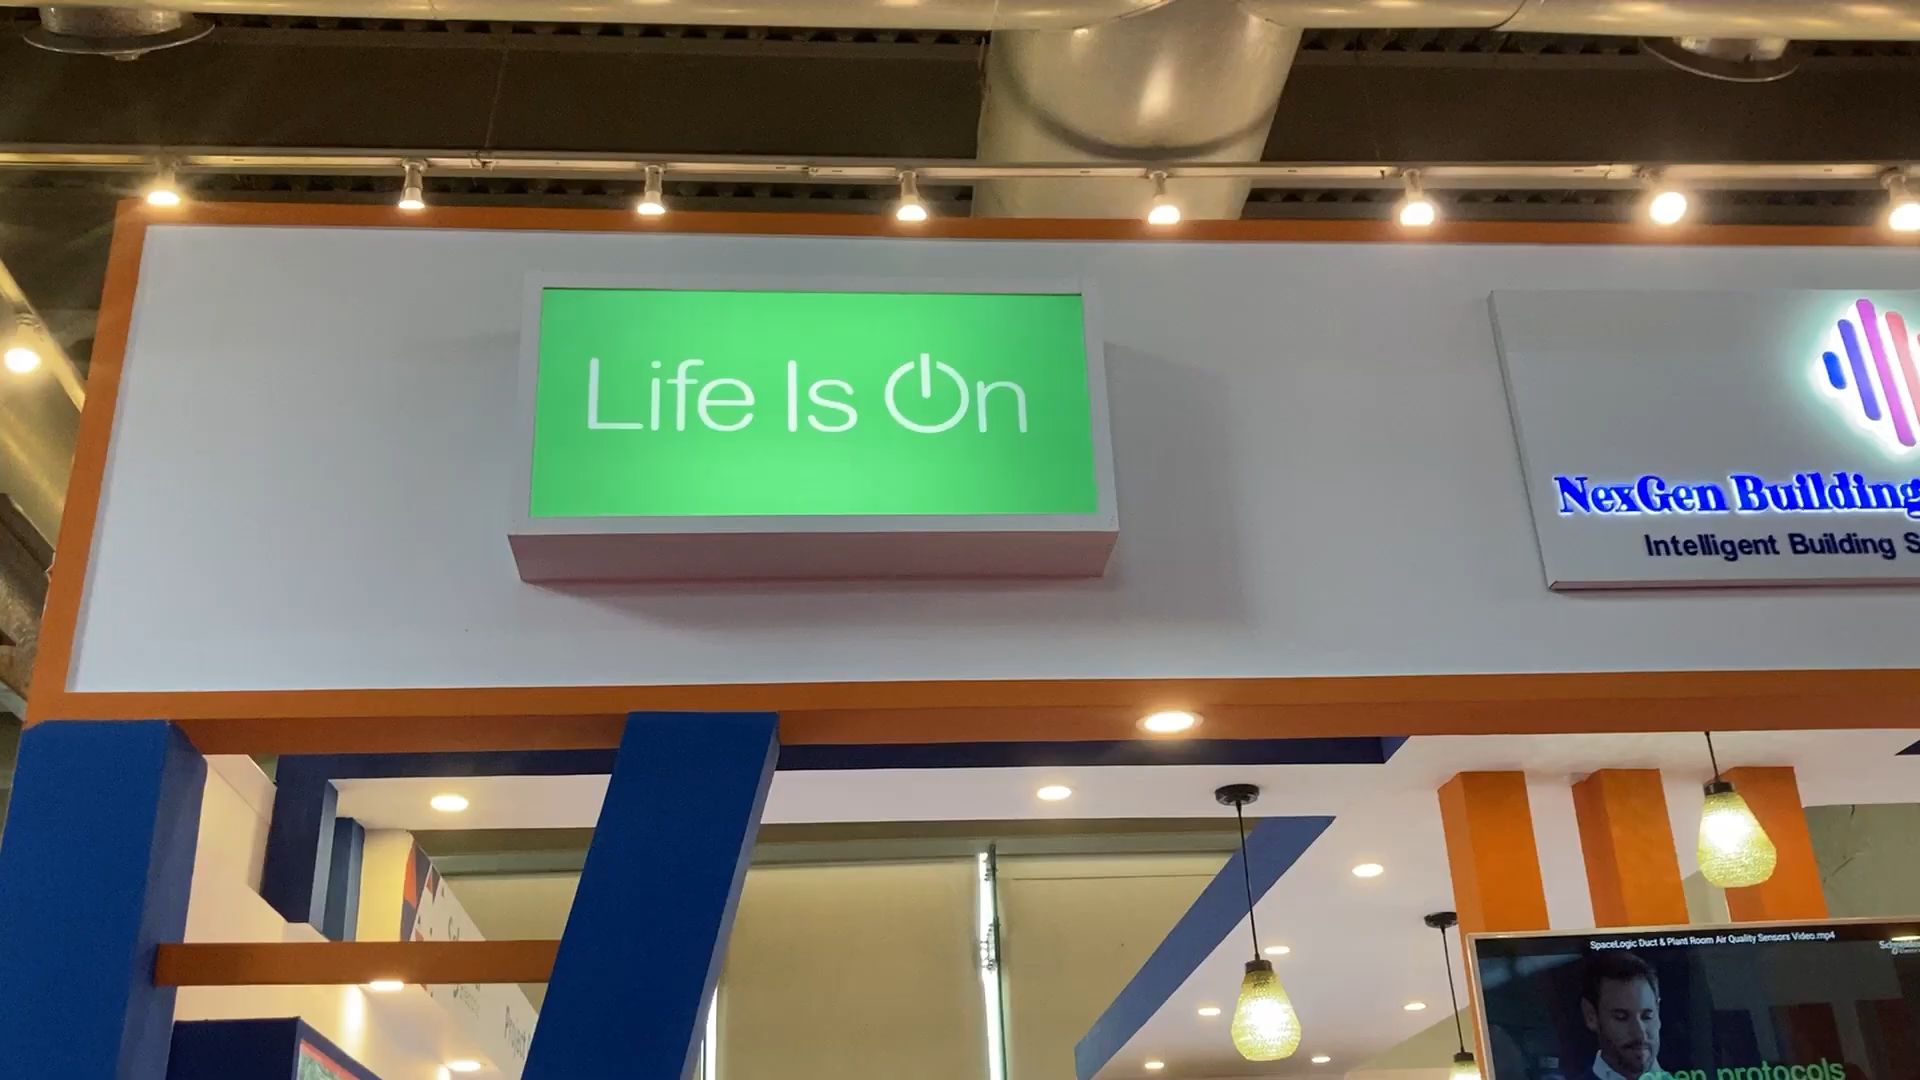 Life Is On
NexGen Building
Intelligent Building
SpaceLogic Duct & Plant Room Air Quality Sensors Video.mp4
open protocols